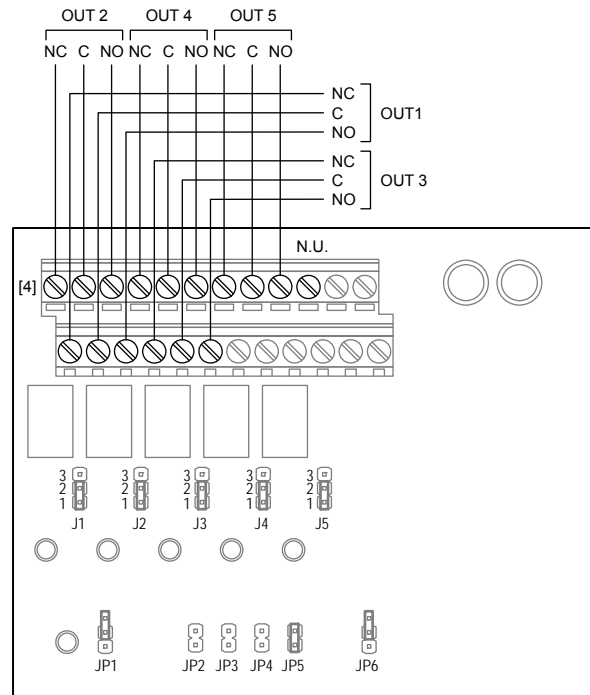 OUT 2 OUT 4 OUT 5
NC C NO NC C NO NC C NO
NC
C OUT1
NO
NC
C OUT 3
NO
N.U.
[4]
3 3 3 3 3
2 2 2 2 2
1 1 1 1 1
J1 J2 J3 J4 J5
JP1 JP2 JP3 JP4 JP5 JP6